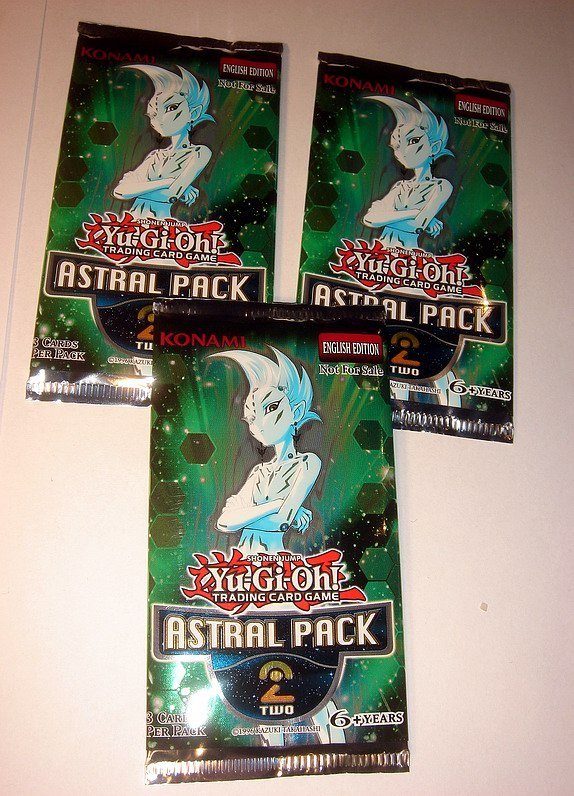 KONAMI
ENGLISH EDITION
Not For Sale
SHONEN JUMP
Yu-Gi-Oh!
TRADING CARD GAME
ASTRAL PACK
2
TWO
3 CARDS
PER PACK
KONAMI
ENGLISH EDITION
Not For Sale
SHONEN JUMP
Yu-Gi-Oh!
TRADING CARD GAME
ASTRAL PACK
2
TWO
KAZUKI TAKAHASHI
6+YEARS
KONAMI
ENGLISH EDITION
Not For Sale
SHONEN JUMP
Yu-Gi-Oh!
TRADING CARD GAME
ASTRAL PACK
2
TWO
3 CARDS
PER PACK
©1996 KAZUKI TAKAHASHI
6+YEARS